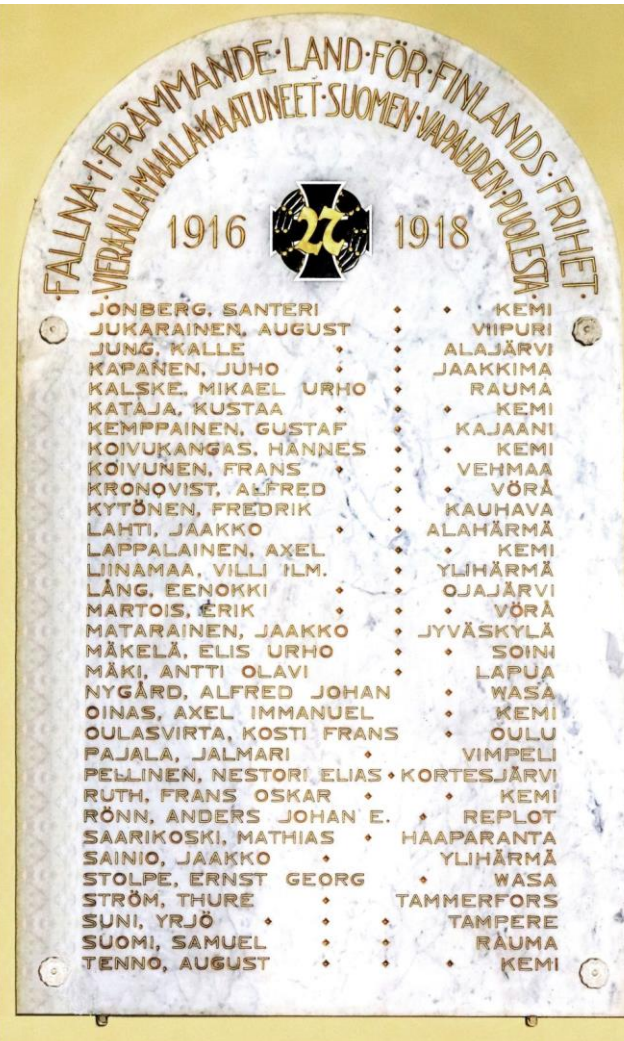 FALLNA·I·FRÄMMANDE·LAND·FÖR·FINLANDS·FRIHET·
VIERAALLA·MAALLA·KAATUNEET·SUOMEN·VAPAUDEN·PUOLESTA·
1916 27 1918
JONBERG, SANTERI · · KEMI
JUKARAINEN, AUGUST · · VIIPURI
JUNG, KALLE · · ALAJÄRVI
KAPANEN, JUHO · · JAAKKIMA
KALSKE, MIKAEL URHO · RAUMA
KATAJA, KUSTAA · · · KEMI
KEMPPAINEN, GUSTAF · KAJAANI
KOIVUKANGAS, HANNES · · KEMI
KOIVUNEN, FRANS · · VEHMAA
KRONQVIST, ALFRED · · VÖRÅ
KYTÖNEN, FREDRIK · KAUHAVA
LAHTI, JAAKKO · · ALAHÄRMÄ
LAPPALAINEN, AXEL · · KEMI
LIINAMAA, VILLI ILM. · YLIHÄRMÄ
LÅNG, EENOKKI · · OJAJÄRVI
MARTOIS, ERIK · · · VÖRÅ
MATARAINEN, JAAKKO · JYVÄSKYLÄ
MÄKELÄ, ELIS URHO · · SOINI
MÄKI, ANTTI OLAVI · LAPUA
NYGÅRD, ALFRED JOHAN · WASA
OINAS, AXEL IMMANUEL · KEMI
OULASVIRTA, KOSTI FRANS · OULU
PAJALA, JALMARI · VIMPELI
PELLINEN, NESTORI ELIAS · KORTESJÄRVI
RUTH, FRANS OSKAR · · KEMI
RÖNN, ANDERS JOHAN E. · REPLOT
SAARIKOSKI, MATHIAS · HAAPARANTA
SAINIO, JAAKKO · YLIHÄRMÄ
STOLPE, ERNST GEORG · WASA
STRÖM, THURE · TAMMERFORS
SUNI, YRJÖ · · · TAMPERE
SUOMI, SAMUEL · · RAUMA
TENNO, AUGUST · · · KEMI